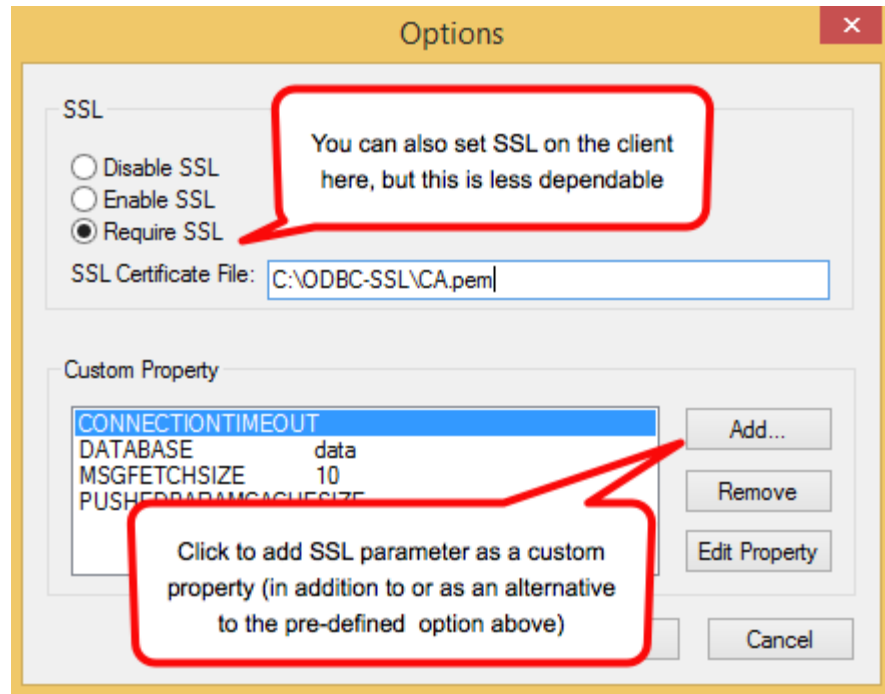 Options
SSL
You can also set SSL on the client
here, but this is less dependable
Disable SSL
Enable SSL
Require SSL
SSL Certificate File: C:\ODBC-SSL\CA.pem
Custom Property
CONNECTIONTIMEOUT
DATABASE data
MSGFETCHSIZE 10
PUSHEDPARAMCACHESIZE
Add...
Remove
Edit Property
Click to add SSL parameter as a custom
property (in addition to or as an alternative
to the pre-defined option above)
Cancel